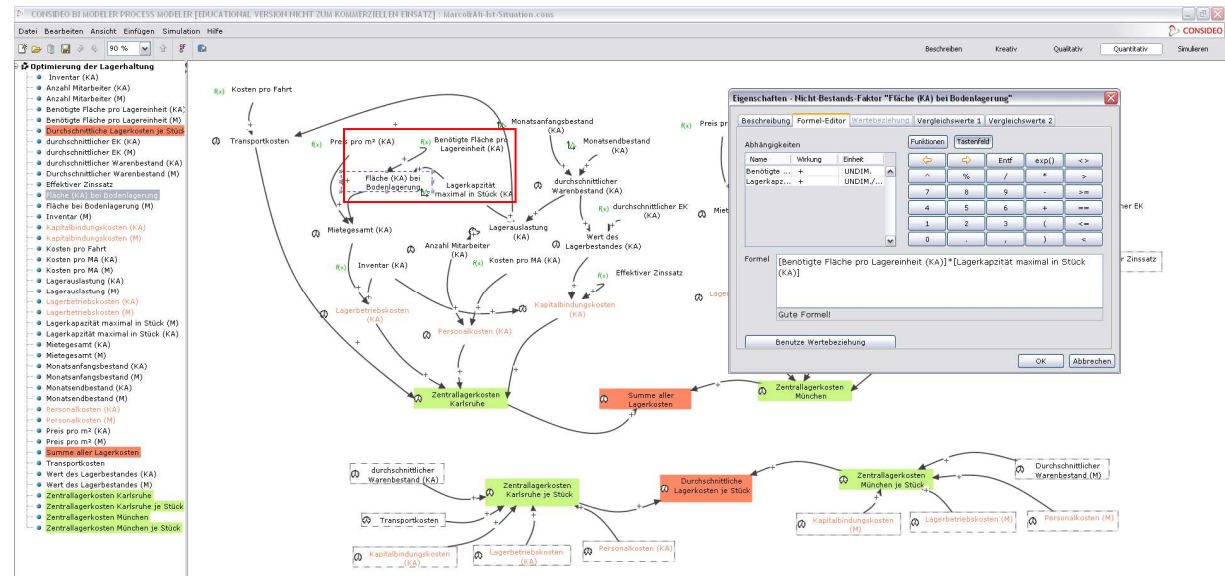 CONSIDEO BI MODELER PROCESS MODELER [EDUCATIONAL VERSION NICHT ZUM KOMMERZIELLEN EINSATZ] : MarcoltAlt-Ist-Situation.cons
Datei Bearbeiten Ansicht Einfügen Simulation Hilfe
CONSIDEO
90 %
Beschreiben Kreativ Qualitativ Quantitativ Simulieren
Optimierung der Lagerhaltung
Inventar (KA)
Anzahl Mitarbeiter (KA)
Anzahl Mitarbeiter (M)
Benötigte Fläche pro Lagereinheit (KA)
Benötigte Fläche pro Lagereinheit (M)
Durchschnittliche Lagerkosten je Stück
durchschnittlicher EK (KA)
durchschnittlicher EK (M)
durchschnittlicher Warenbestand (KA)
Durchschnittlicher Warenbestand (M)
Effektiver Zinssatz
Fläche (KA) bei Bodenlagerung
Fläche bei Bodenlagerung (M)
Inventar (M)
Kapitalbindungskosten (KA)
Kapitalbindungskosten (M)
Kosten pro Fahrt
Kosten pro MA (KA)
Kosten pro MA (M)
Lagerauslastung (KA)
Lagerauslastung (M)
Lagerbetriebskosten (KA)
Lagerbetriebskosten (M)
Lagerkapazität maximal in Stück (M)
Lagerkapzität maximal in Stück (KA)
Mietegesamt (KA)
Mietegesamt (M)
Monatsanfangsbestand (KA)
Monatsanfangsbestand (M)
Monatsendbestand (KA)
Monatsendbestand (M)
Personalkosten (KA)
Personalkosten (M)
Preis pro m² (KA)
Preis pro m² (M)
Summe aller Lagerkosten
Transportkosten
Wert des Lagerbestandes (KA)
Wert des Lagerbestandes (M)
Zentrallagerkosten Karlsruhe
Zentrallagerkosten Karlsruhe je Stück
Zentrallagerkosten München
Zentrallagerkosten München je Stück
f(x) Kosten pro Fahrt
Transportkosten
f(x) Preis pro m² (KA)
f(x) Benötigte Fläche pro
Lagereinheit (KA)
Monatsanfangsbestand
(KA)
Monatsendbestand
(KA)
Fläche (KA) bei
Bodenlagerung
Lagerkapzität
maximal in Stück (KA)
durchschnittlicher
Warenbestand (KA)
f(x) durchschnittlicher EK
(KA)
Mietegesamt (KA)
Lagerauslastung
(KA)
Wert des
Lagerbestandes (KA)
Anzahl Mitarbeiter
(KA)
f(x) Inventar (KA)
f(x) Kosten pro MA (KA)
f(x) Effektiver Zinssatz
Lagerbetriebskosten
(KA)
Personalkosten (KA)
Kapitalbindungskosten
(KA)
Zentrallagerkosten
Karlsruhe
Summe aller
Lagerkosten
Zentrallagerkosten
München
f(x) Preis pr
Miet
Lager
her EK
r Zinssatz
Eigenschaften - Nicht-Bestands-Faktor "Fläche (KA) bei Bodenlagerung"
Beschreibung Formel-Editor Wertebeziehung Vergleichswerte 1 Vergleichswerte 2
Abhängigkeiten
Funktionen Tastenfeld
Name Wirkung Einheit
Benötigte ... + UNDIM.
Lagerkapz... + UNDIM./...
Entf exp() <>
^ % / * >
7 8 9 - >=
4 5 6 + ==
1 2 3 ( <=
0 . , ) <
Formel
[Benötigte Fläche pro Lagereinheit (KA)]*[Lagerkapzität maximal in Stück
(KA)]
Gute Formel!
Benutze Wertebeziehung
OK Abbrechen
durchschnittlicher
Warenbestand (KA)
Transportkosten
Kapitalbindungskosten
(KA)
Lagerbetriebskosten
(KA)
Personalkosten (KA)
Zentrallagerkosten
Karlsruhe je Stück
Durchschnittliche
Lagerkosten je Stück
Zentrallagerkosten
München je Stück
Durchschnittlicher
Warenbestand (M)
Kapitalbindungskosten
(M)
Lagerbetriebskosten (M)
Personalkosten (M)